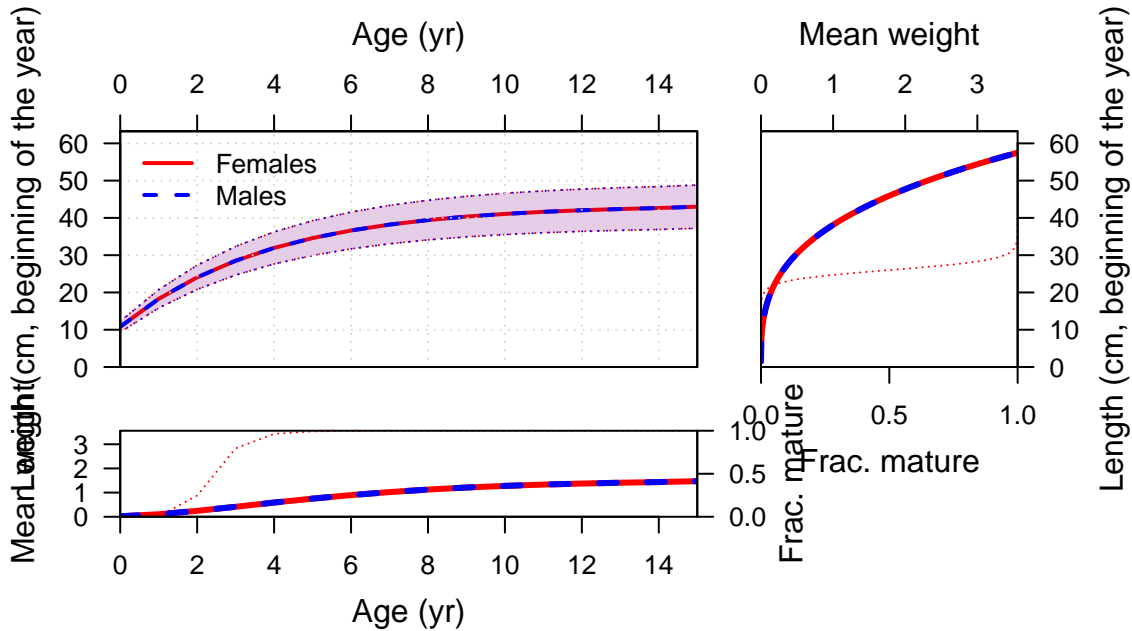 Age (yr)
Mean weight
0 2 4 6 8 10 12 14
0 1 2 3
Length (cm, beginning of the year)
60
50
40
30
20
10
0
Females
Males
60
50
40
30
20
10
0
Length (cm, beginning of the year)
0.0 0.5 1.0
Frac. mature
Mean weight
3
2
1
0
1.0
0.5
0.0
Frac. mature
0 2 4 6 8 10 12 14
Age (yr)